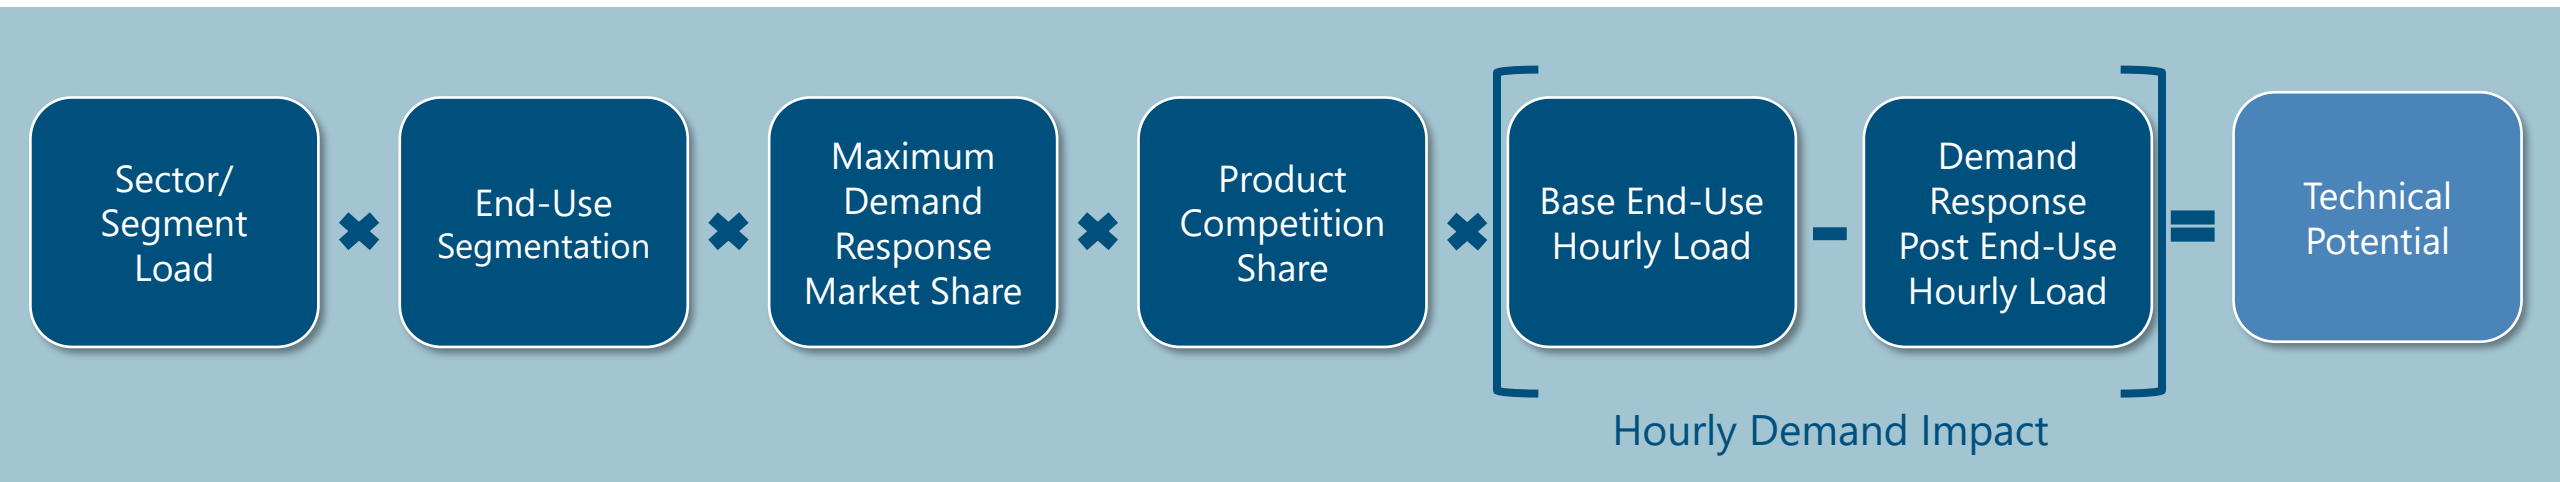 Sector/
Segment
Load
End-Use
Segmentation
Maximum
Demand
Response
Market Share
Product
Competition
Share
Base End-Use
Hourly Load
Demand
Response
Post End-Use
Hourly Load
Technical
Potential
Hourly Demand Impact